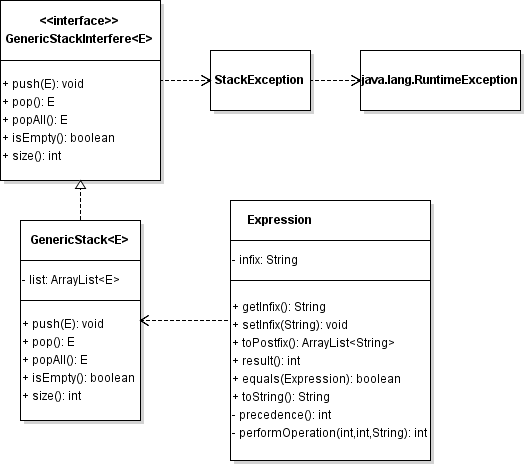 <<interface>>
GenericStackInterfere<E>
+ push(E): void
+ pop(): E
+ popAll(): E
+ isEmpty(): boolean
+ size(): int
StackException
java.lang.RuntimeException
GenericStack<E>
- list: ArrayList<E>
+ push(E): void
+ pop(): E
+ popAll(): E
+ isEmpty(): boolean
+ size(): int
Expression
- infix: String
+ getInfix(): String
+ setInfix(String): void
+ toPostfix(): ArrayList<String>
+ result(): int
+ equals(Expression): boolean
+ toString(): String
- precedence(): int
- performOperation(int,int,String): int